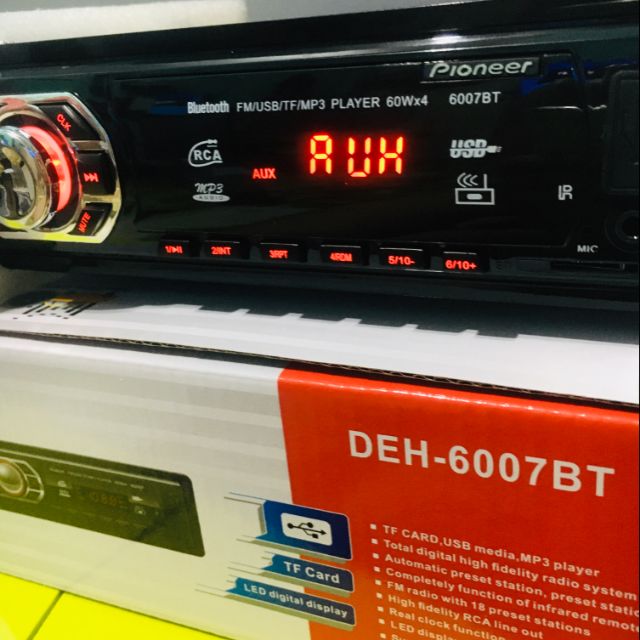 Pioneer
Bluetooth FM/USB/TF/MP3 PLAYER 60Wx4 6007BT
CLK
RCA
AUX
AUX
USB
MP3
AUDIO
IR
MUTE
MIC
2/INT
3/RPT
4/RDM
5/10-
6/10+
DEH-6007BT
TF CARD,USB media,MP3 player
Total digital high fidelity radio system
Automatic preset station, preset
Completely function of infrared remote
FM radio with 18 preset stations
High fidelity RCA line out
Real clock function
LED display
TF Card
LED digital display